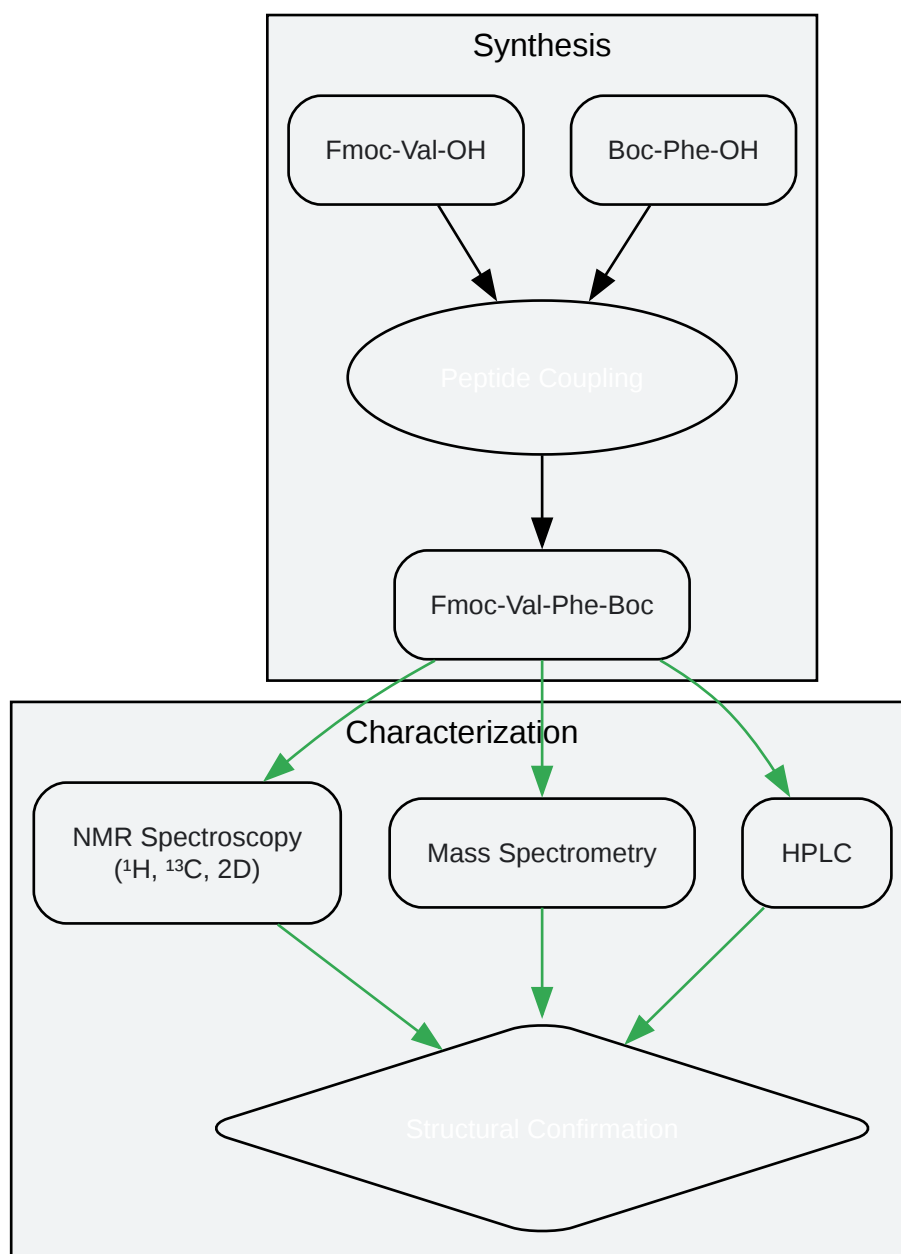 Synthesis
Fmoc-Val-OH
Boc-Phe-OH
Peptide Coupling
Fmoc-Val-Phe-Boc
Characterization
NMR Spectroscopy
(¹H, ¹³C, 2D)
Mass Spectrometry
HPLC
Structural Confirmation